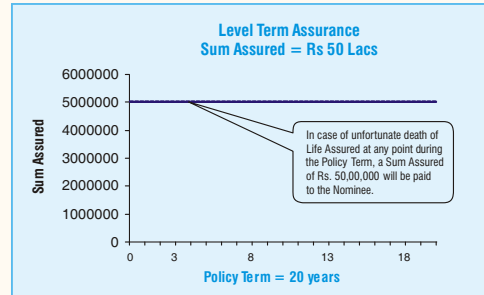 Level Term Assurance
Sum Assured = Rs 50 Lacs
Sum Assured
6000000
5000000
4000000
3000000
2000000
1000000
0
In case of unfortunate death of
Life Assured at any point during
the Policy Term, a Sum Assured
of Rs. 50,00,000 will be paid
to the Nominee.
0 3 8 13 18
Policy Term = 20 years